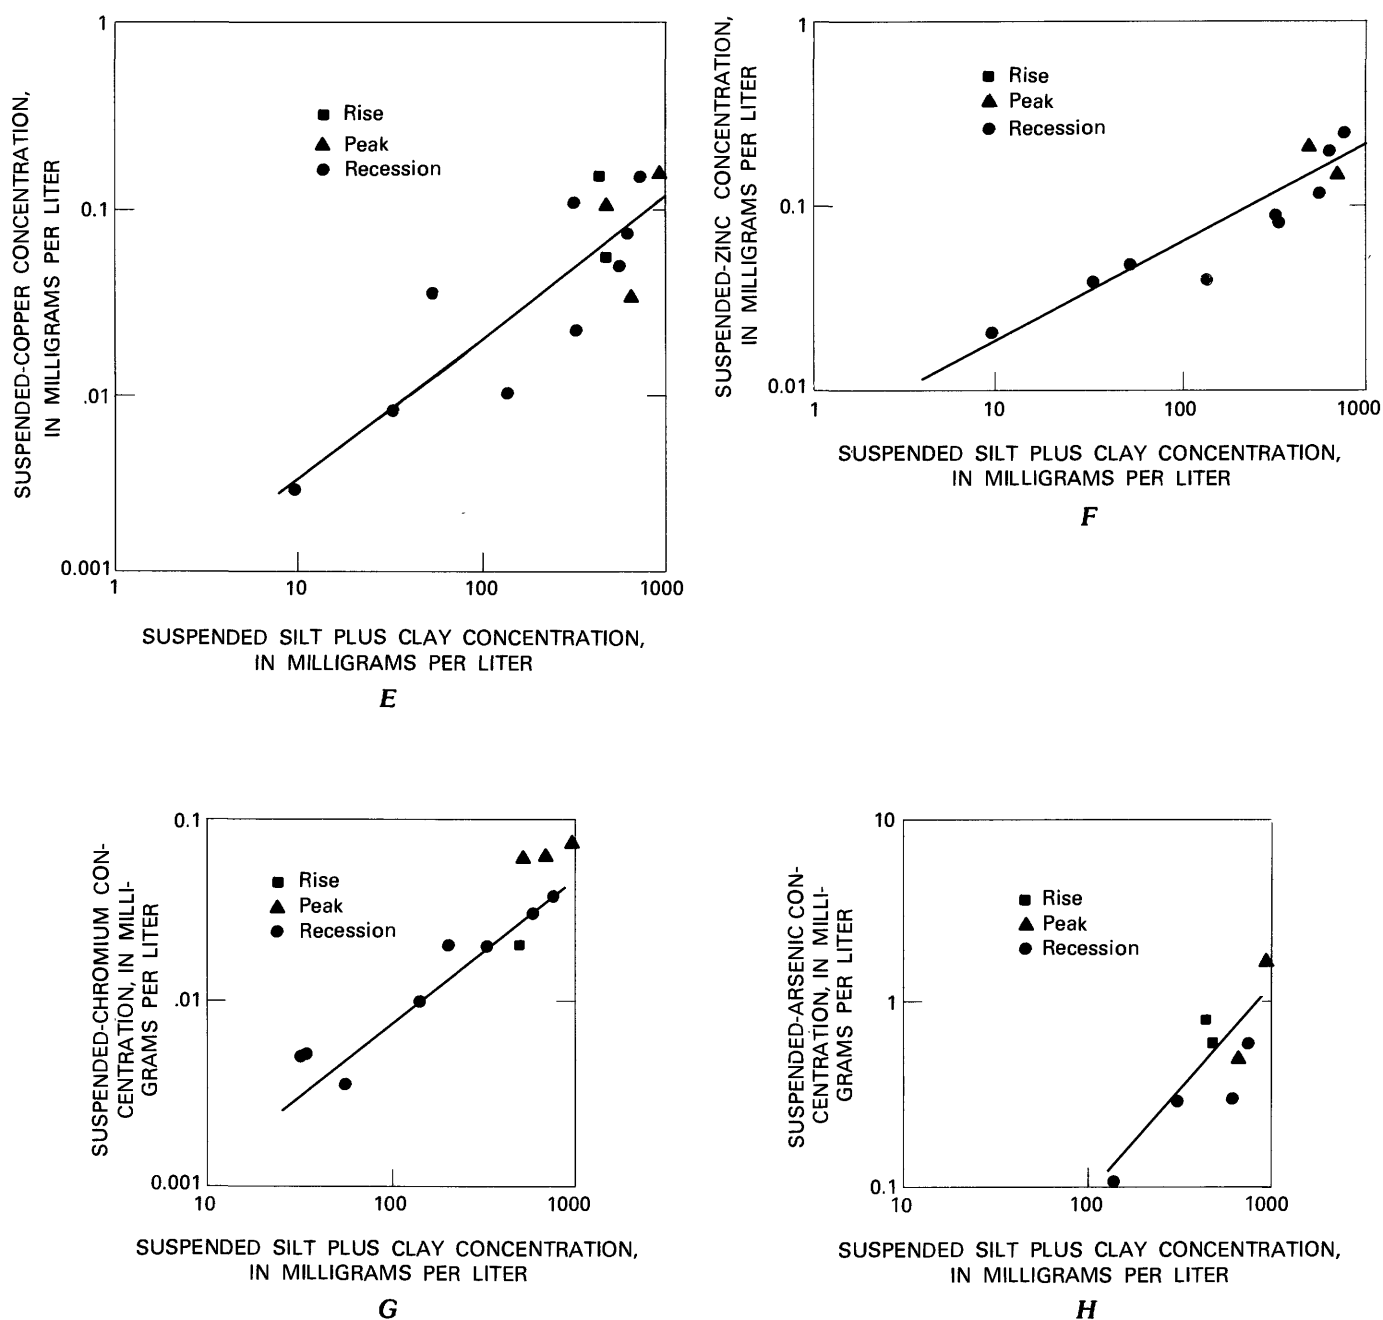 SUSPENDED-COPPER CONCENTRATION,
IN MILLIGRAMS PER LITER
1
0.1
.01
0.001
Rise
Peak
Recession
1 10 100 1000
SUSPENDED SILT PLUS CLAY CONCENTRATION,
IN MILLIGRAMS PER LITER
E
SUSPENDED-ZINC CONCENTRATION,
IN MILLIGRAMS PER LITER
1
0.1
0.01
Rise
Peak
Recession
1 10 100 1000
SUSPENDED SILT PLUS CLAY CONCENTRATION,
IN MILLIGRAMS PER LITER
F
SUSPENDED-CHROMIUM CON-
CENTRATION, IN MILLI-
GRAMS PER LITER
0.1
.01
0.001
Rise
Peak
Recession
10 100 1000
SUSPENDED SILT PLUS CLAY CONCENTRATION,
IN MILLIGRAMS PER LITER
G
SUSPENDED-ARSENIC CON-
CENTRATION, IN MILLI-
GRAMS PER LITER
10
1
0.1
Rise
Peak
Recession
10 100 1000
SUSPENDED SILT PLUS CLAY CONCENTRATION,
IN MILLIGRAMS PER LITER
H